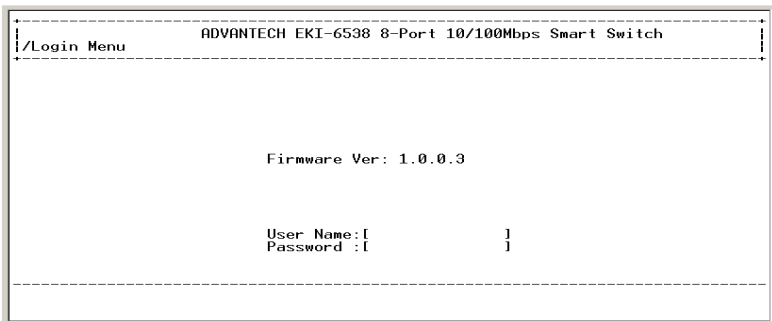 ADVANTECH EKI-6538 8-Port 10/100Mbps Smart Switch
/Login Menu
Firmware Ver: 1.0.0.3
User Name:[ ]
Password :[ ]